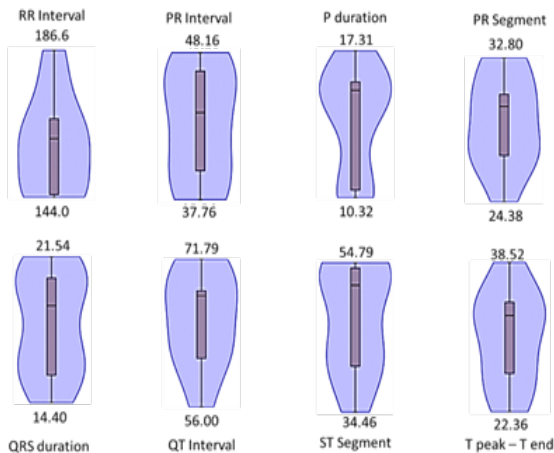 RR Interval PR Interval P duration PR Segment
186.6 48.16 17.31 32.80
144.0 37.76 10.32 24.38
21.54 71.79 54.79 38.52
14.40 56.00 34.46 22.36
QRS duration QT Interval ST Segment T peak – T end